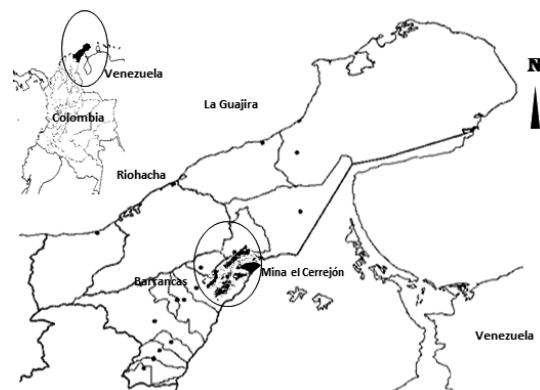 N
Venezuela
La Guajira
Colombia
Riohacha
Mina el Cerrejón
Barrancas
Venezuela